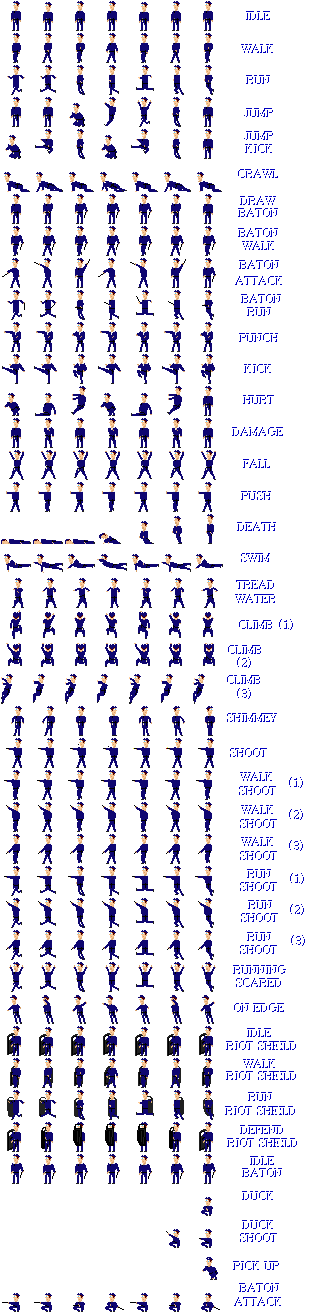 IDLE
WALK
RUN
JUMP
JUMP
KICK
CRAWL
DRAW
BATON
BATON
WALK
BATON
ATTACK
BATON
RUN
PUNCH
KICK
HURT
DAMAGE
FALL
PUSH
DEATH
SWIM
TREAD
WATER
CLIMB (1)
CLIMB
(2)
CLIMB
(3)
SHIMMEY
SHOOT
WALK (1)
SHOOT
WALK (2)
SHOOT
WALK (3)
SHOOT
RUN (1)
SHOOT
RUN (2)
SHOOT
RUN (3)
SHOOT
RUNNING
SCARED
ON EDGE
IDLE
RIOT SHEILD
WALK
RIOT SHEILD
RUN
RIOT SHEILD
DEFEND
RIOT SHEILD
IDLE
BATON
DUCK
DUCK
SHOOT
PICK UP
BATON
ATTACK